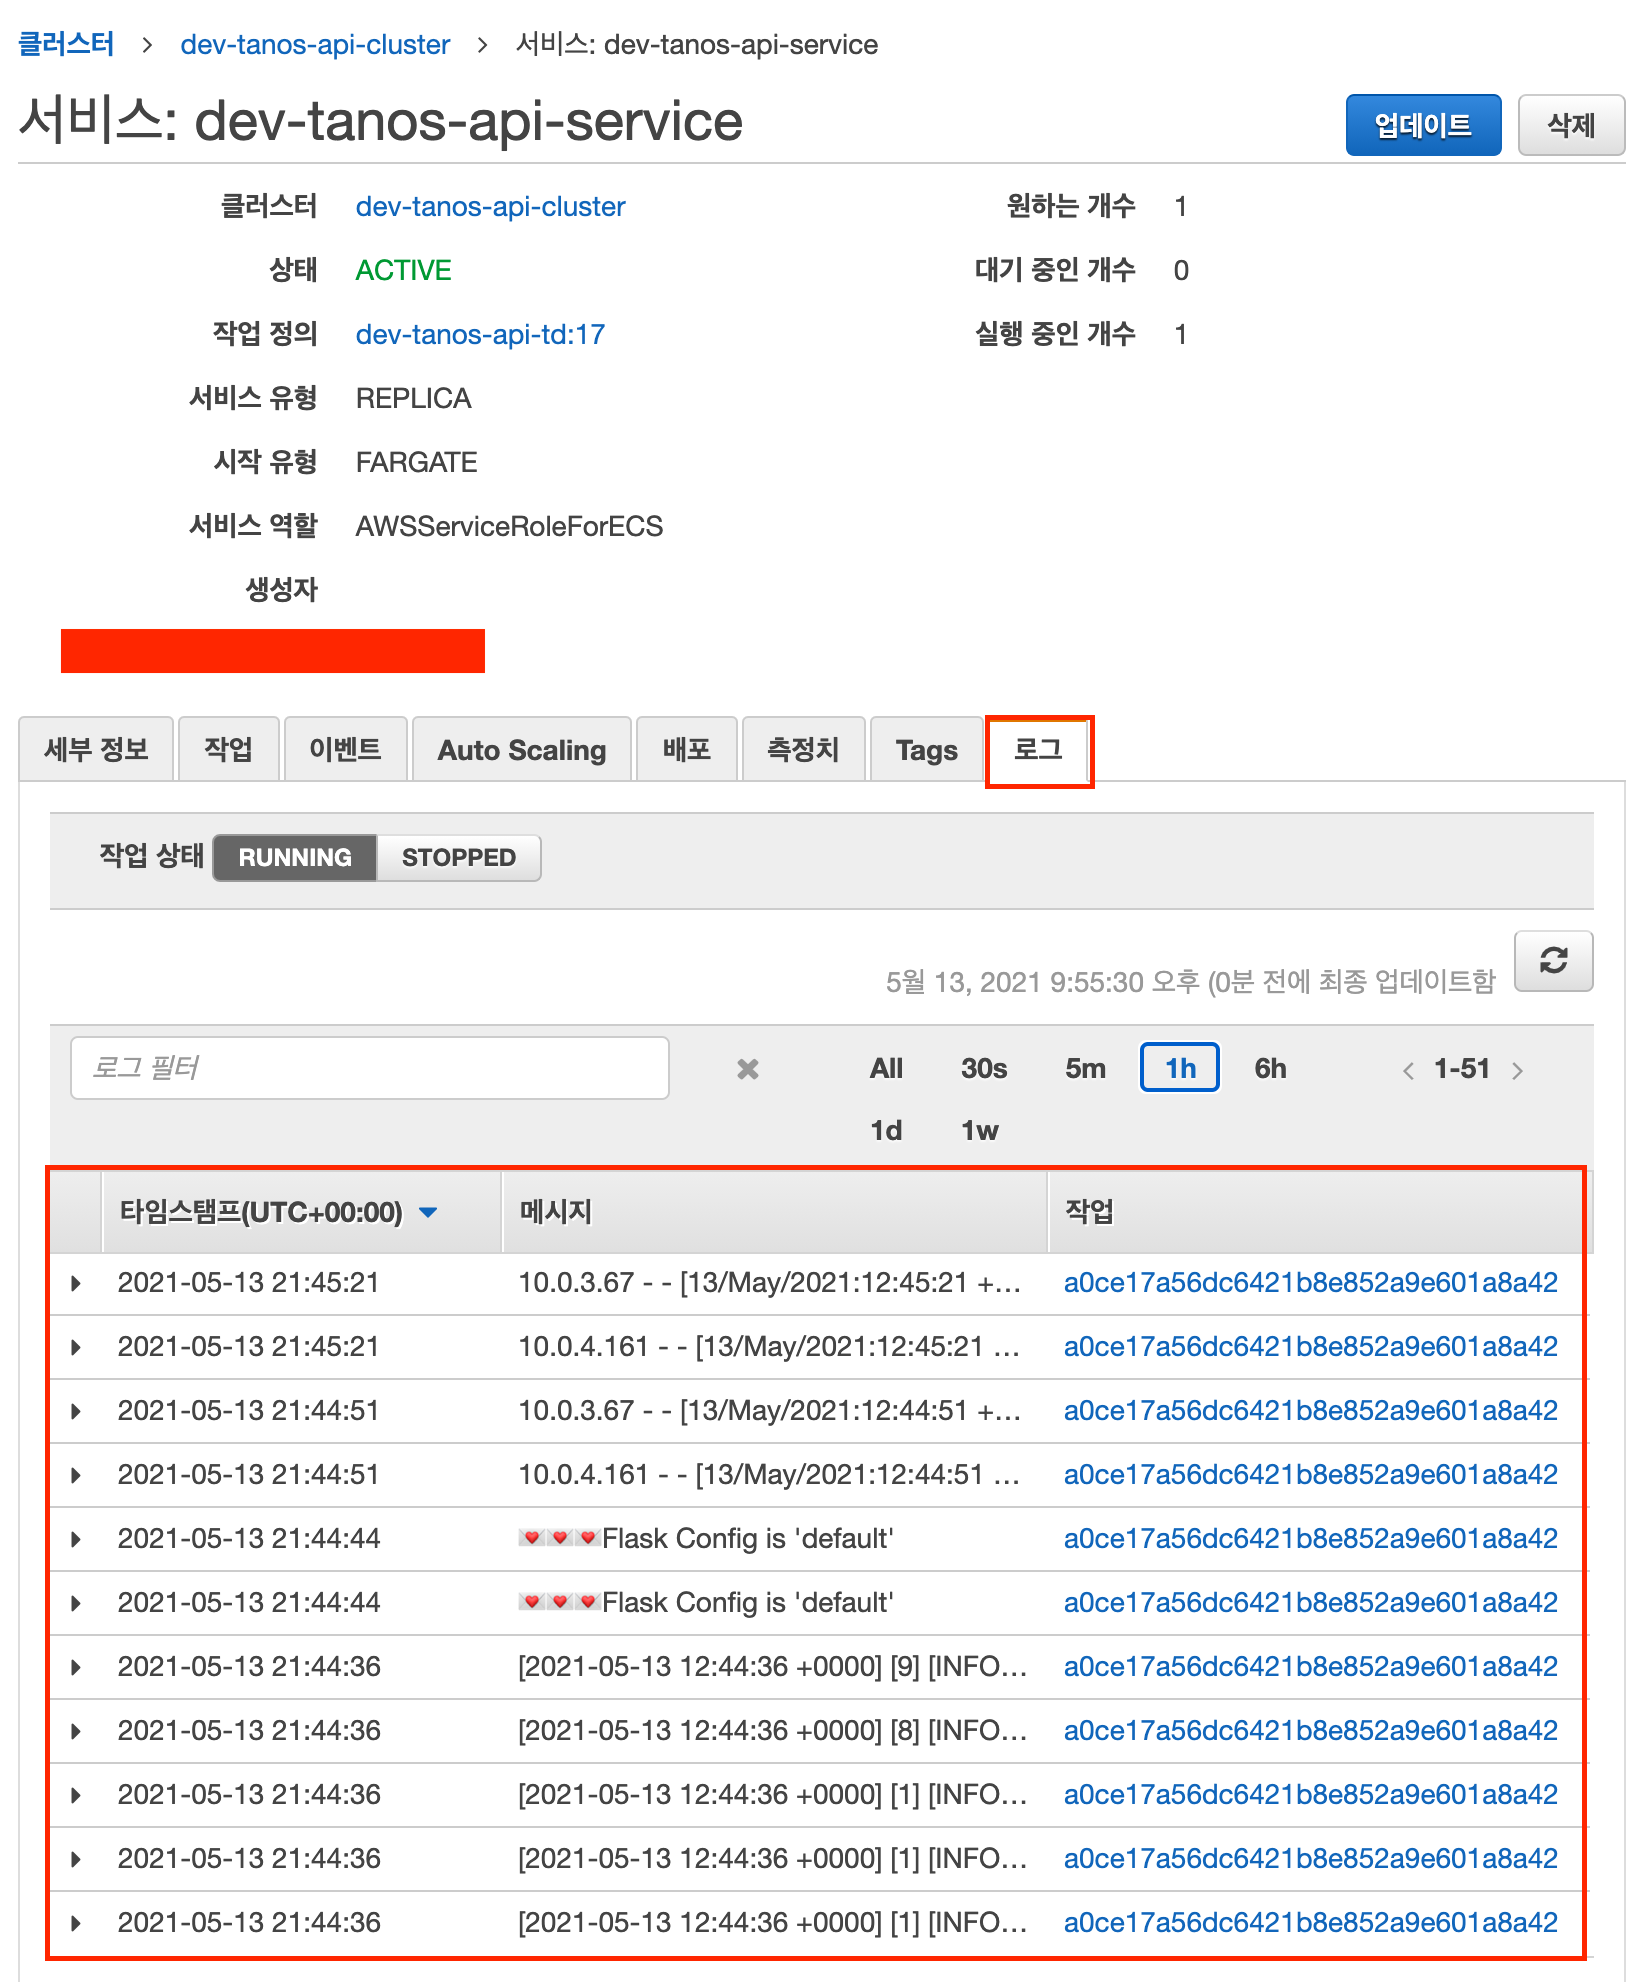 클러스터 > dev-tanos-api-cluster > 서비스: dev-tanos-api-service
서비스: dev-tanos-api-service
업데이트 삭제
클러스터 dev-tanos-api-cluster 원하는 개수 1
상태 ACTIVE 대기 중인 개수 0
작업 정의 dev-tanos-api-td:17 실행 중인 개수 1
서비스 유형 REPLICA
시작 유형 FARGATE
서비스 역할 AWSServiceRoleForECS
생성자
세부 정보 작업 이벤트 Auto Scaling 배포 측정치 Tags 로그
작업 상태 RUNNING STOPPED
5월 13, 2021 9:55:30 오후 (0분 전에 최종 업데이트함
로그 필터 All 30s 5m 1h 6h < 1-51 >
1d 1w
타임스탬프(UTC+00:00) 메시지 작업
2021-05-13 21:45:21 10.0.3.67 - - [13/May/2021:12:45:21 +... a0ce17a56dc6421b8e852a9e601a8a42
2021-05-13 21:45:21 10.0.4.161 - - [13/May/2021:12:45:21 ... a0ce17a56dc6421b8e852a9e601a8a42
2021-05-13 21:44:51 10.0.3.67 - - [13/May/2021:12:44:51 +... a0ce17a56dc6421b8e852a9e601a8a42
2021-05-13 21:44:51 10.0.4.161 - - [13/May/2021:12:44:51 ... a0ce17a56dc6421b8e852a9e601a8a42
2021-05-13 21:44:44 💌💌💌Flask Config is 'default' a0ce17a56dc6421b8e852a9e601a8a42
2021-05-13 21:44:44 💌💌💌Flask Config is 'default' a0ce17a56dc6421b8e852a9e601a8a42
2021-05-13 21:44:36 [2021-05-13 12:44:36 +0000] [9] [INFO... a0ce17a56dc6421b8e852a9e601a8a42
2021-05-13 21:44:36 [2021-05-13 12:44:36 +0000] [8] [INFO... a0ce17a56dc6421b8e852a9e601a8a42
2021-05-13 21:44:36 [2021-05-13 12:44:36 +0000] [1] [INFO... a0ce17a56dc6421b8e852a9e601a8a42
2021-05-13 21:44:36 [2021-05-13 12:44:36 +0000] [1] [INFO... a0ce17a56dc6421b8e852a9e601a8a42
2021-05-13 21:44:36 [2021-05-13 12:44:36 +0000] [1] [INFO... a0ce17a56dc6421b8e852a9e601a8a42